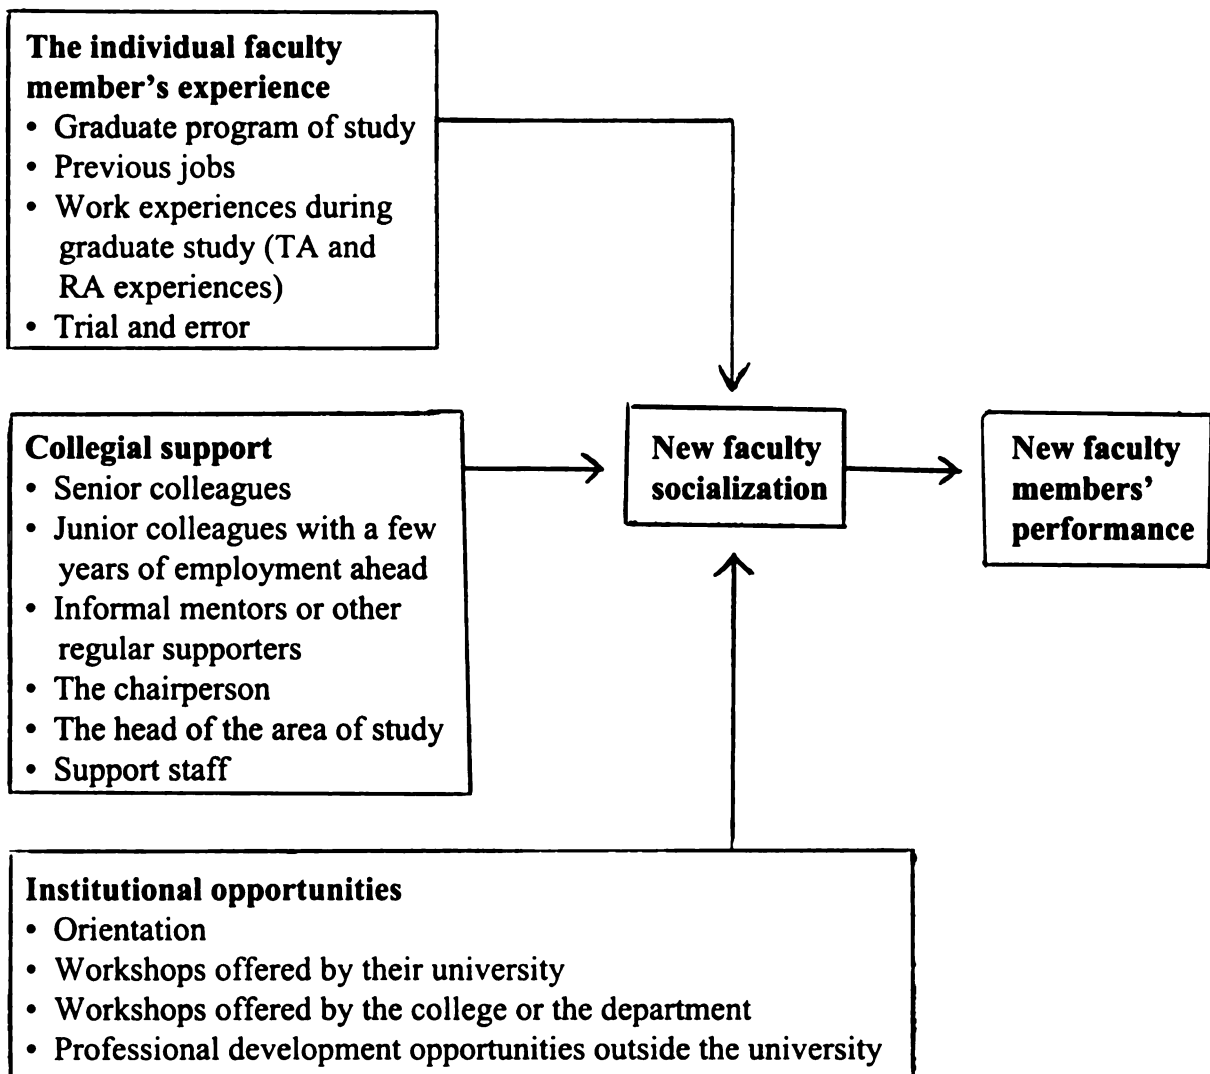 The individual faculty
member's experience
• Graduate program of study
• Previous jobs
• Work experiences during
graduate study (TA and
RA experiences)
• Trial and error
Collegial support
• Senior colleagues
• Junior colleagues with a few
years of employment ahead
• Informal mentors or other
regular supporters
• The chairperson
• The head of the area of study
• Support staff
New faculty
socialization
New faculty
members'
performance
Institutional opportunities
• Orientation
• Workshops offered by their university
• Workshops offered by the college or the department
• Professional development opportunities outside the university